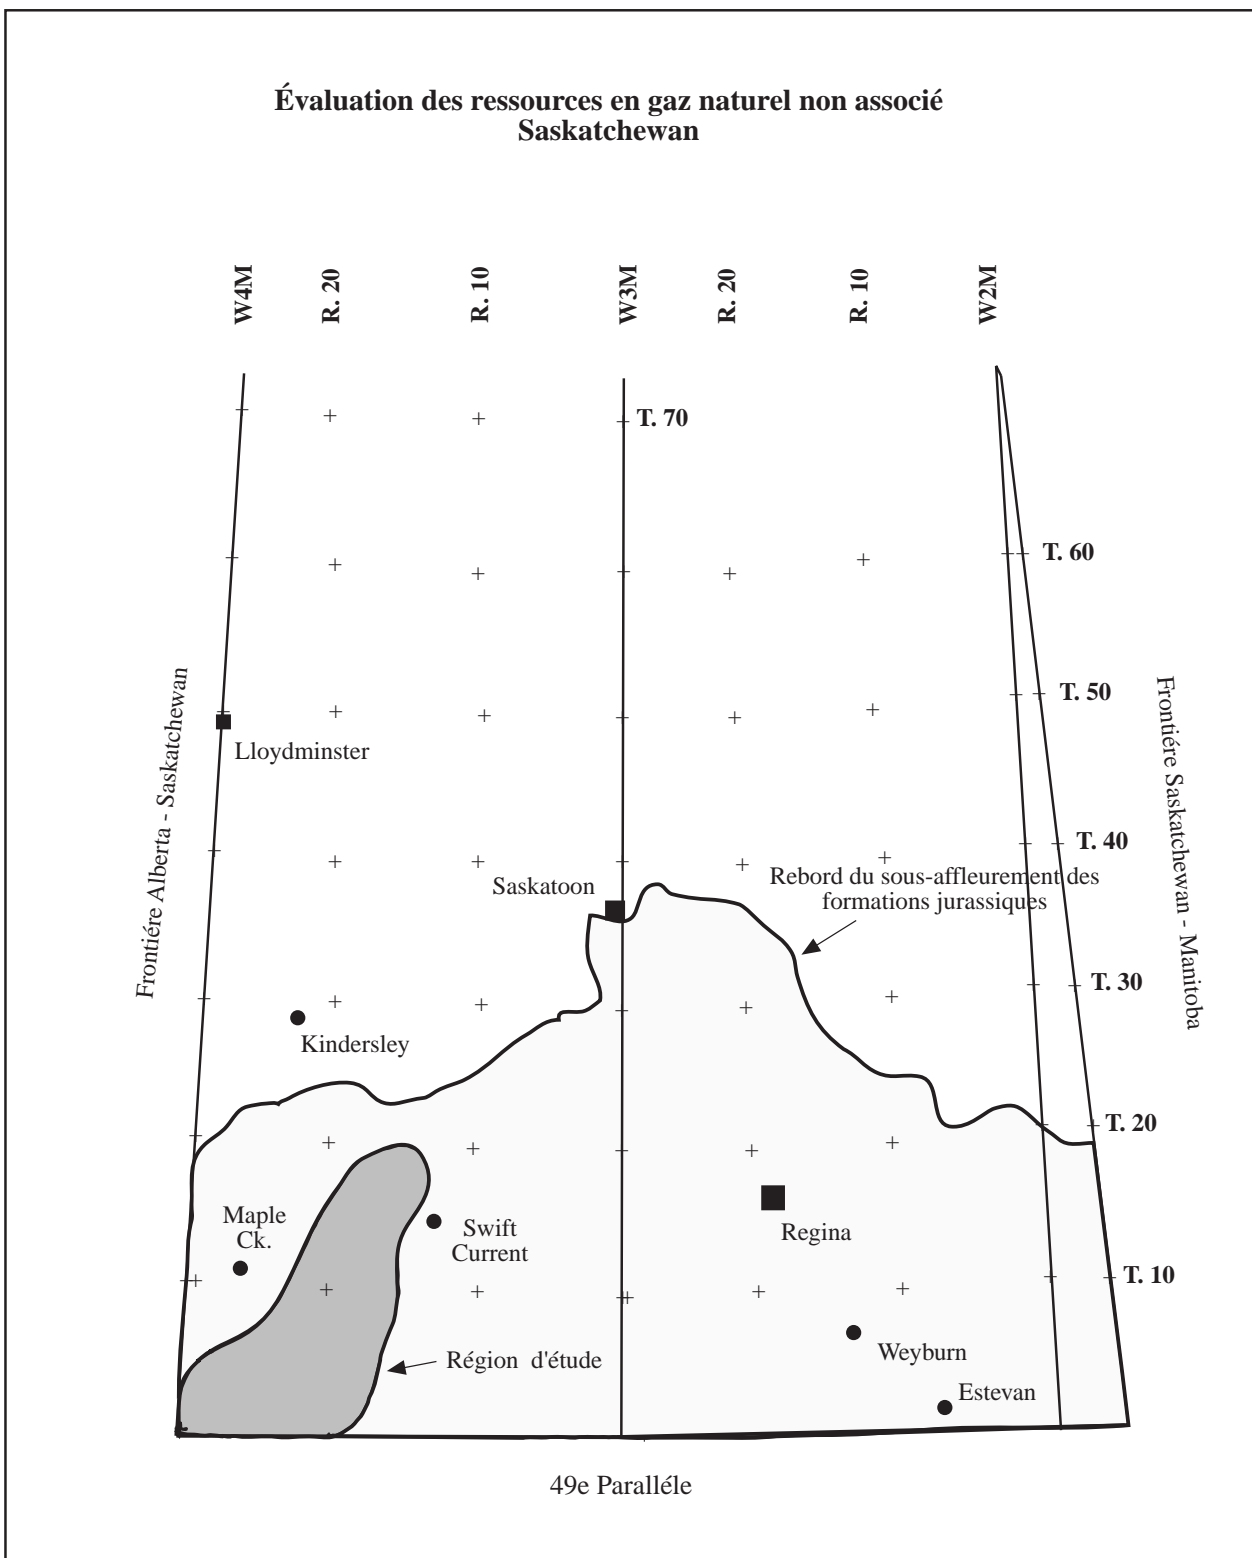 Évaluation des ressources en gaz naturel non associé
Saskatchewan
W4M
R. 20
R. 10
W3M
R. 20
R. 10
W2M
T. 70
T. 60
T. 50
Frontiére Alberta - Saskatchewan
Frontiére Saskatchewan - Manitoba
Lloydminster
T. 40
Saskatoon
Rebord du sous-affleurement des
formations jurassiques
T. 30
Kindersley
T. 20
Maple
Ck.
Swift
Current
Regina
T. 10
Weyburn
Région d'étude
Estevan
49e Paralléle